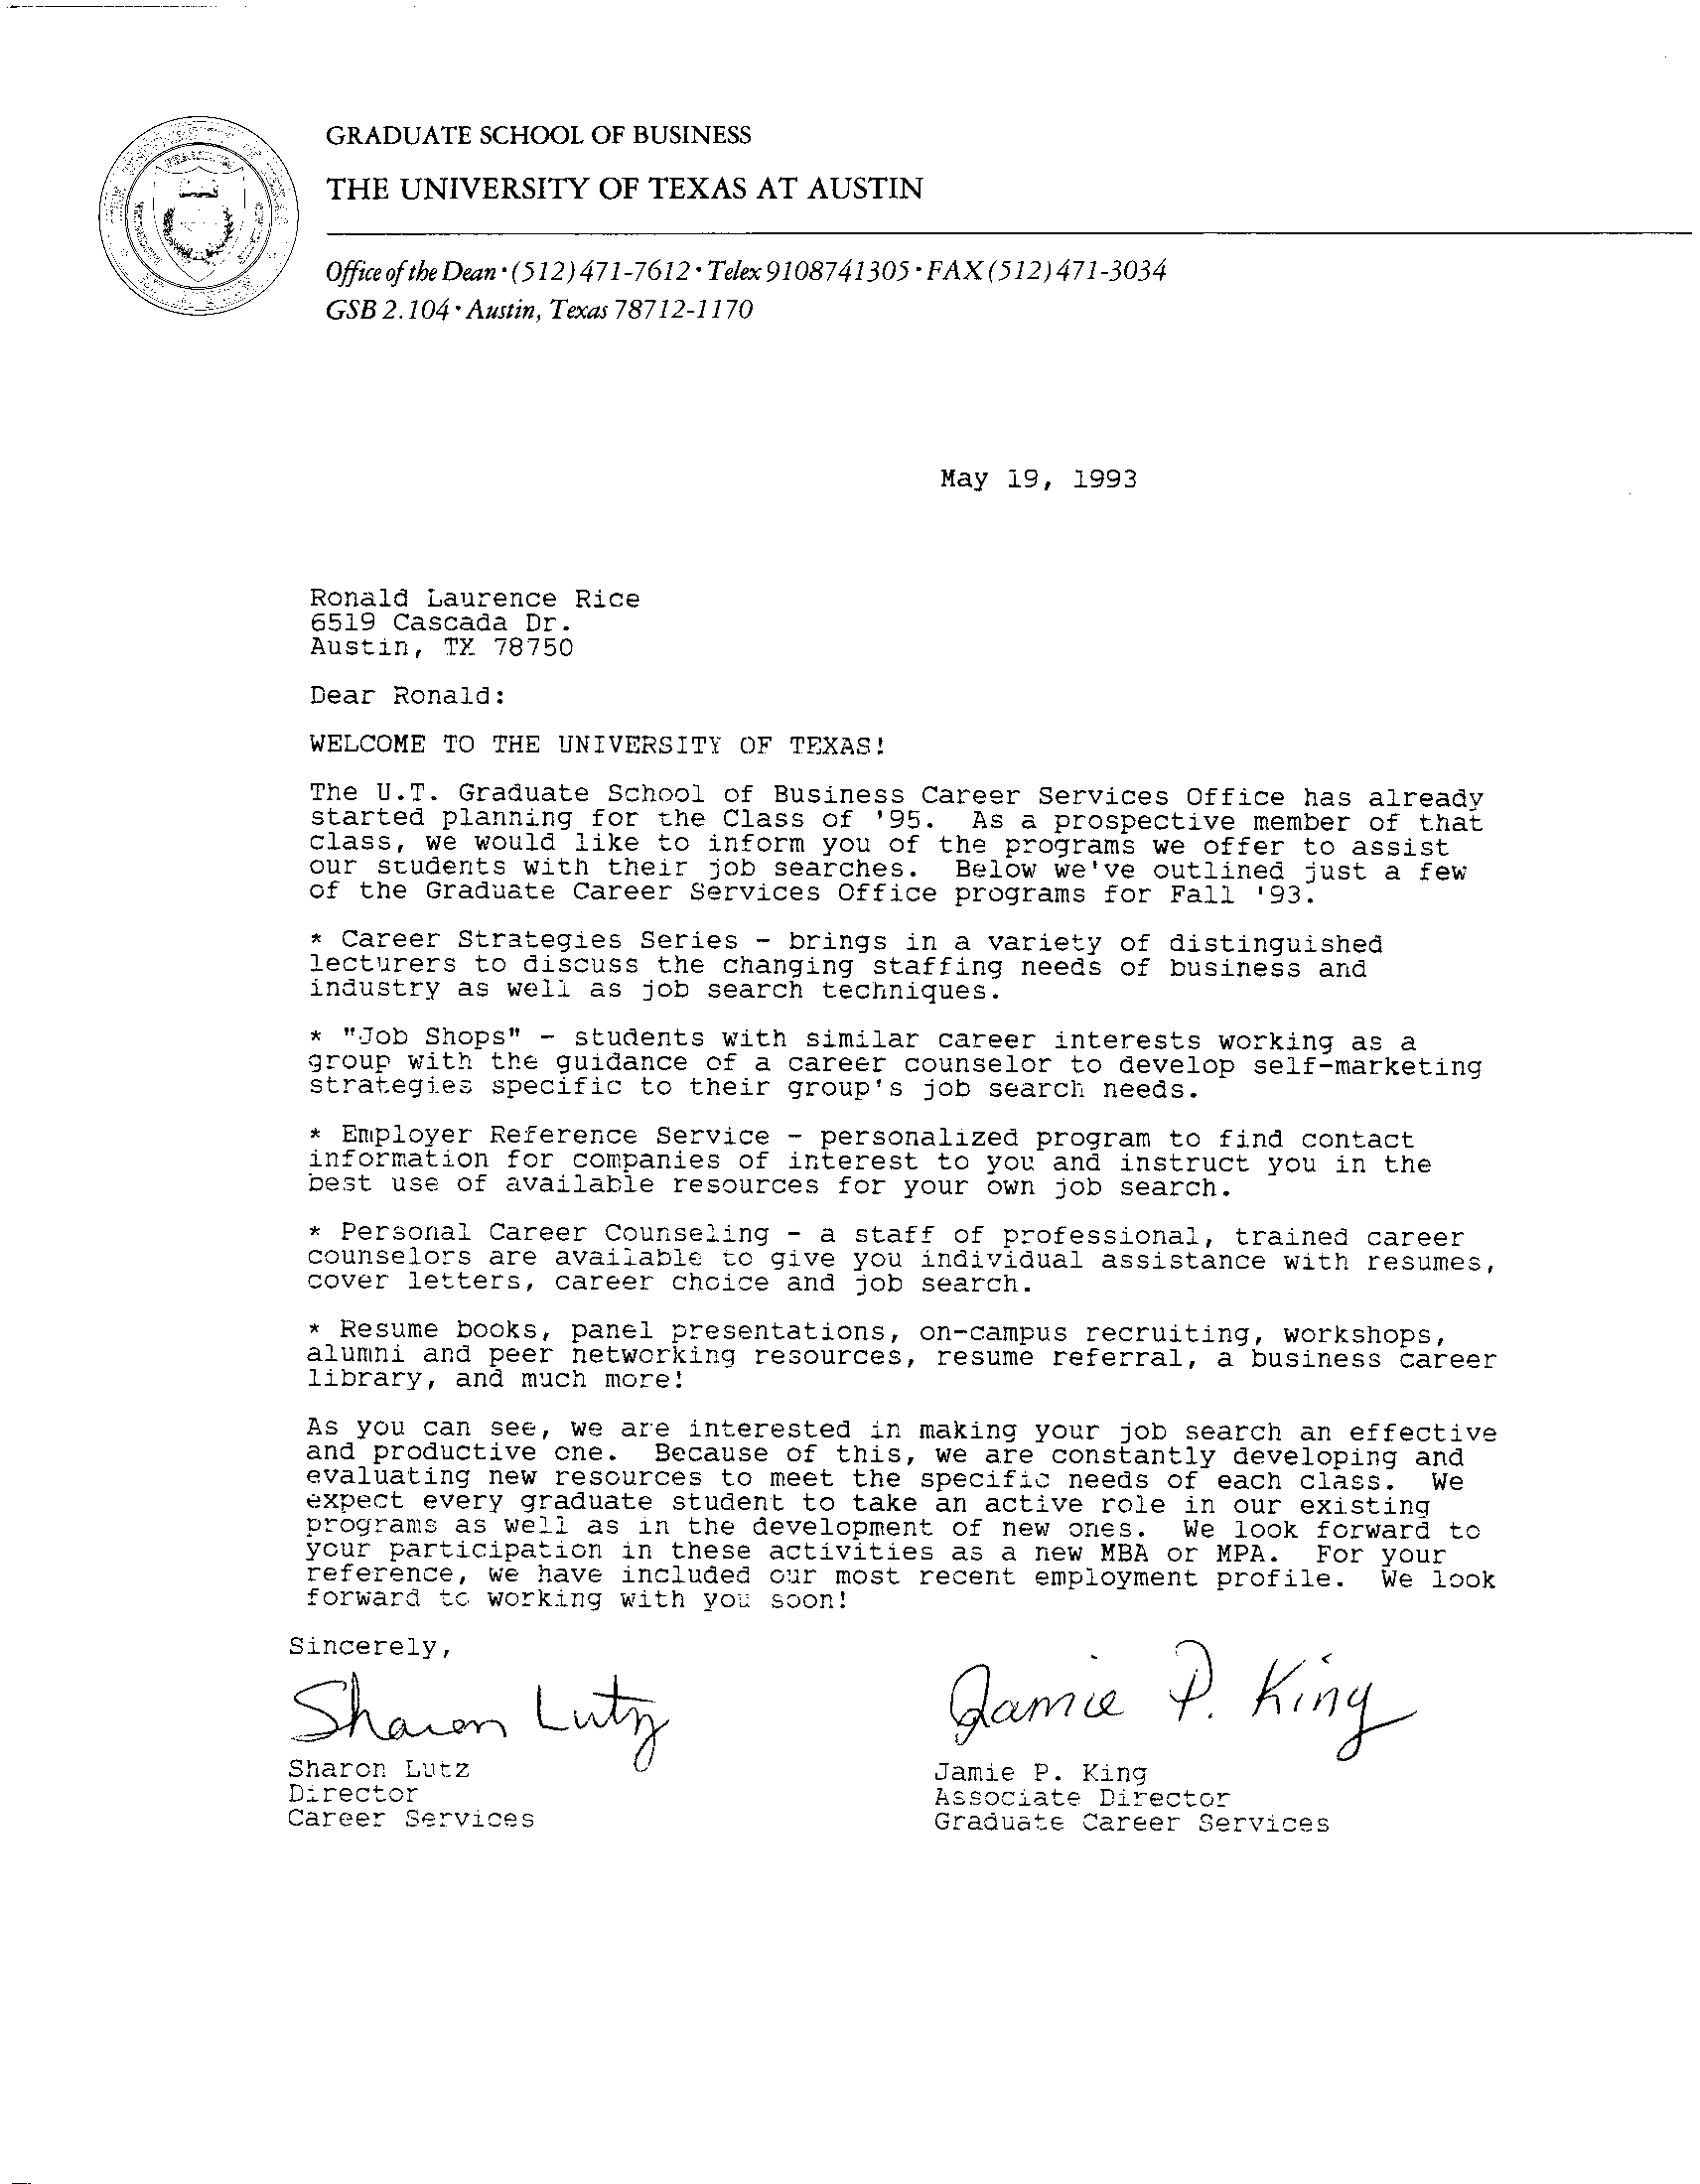 GRADUATE SCHOOL OF BUSINESS
THE UNIVERSITY OF TEXAS AT AUSTIN
Office of the Dean · (512) 471-7612 · Telex 9108741305 · FAX (512) 471-3034
GSB 2.104 · Austin, Texas 78712-1170
May 19, 1993
Ronald Laurence Rice
6519 Cascada Dr.
Austin, TX 78750
Dear Ronald:
WELCOME TO THE UNIVERSITY OF TEXAS!
The U.T. Graduate School of Business Career Services Office has already
started planning for the Class of '95. As a prospective member of that
class, we would like to inform you of the programs we offer to assist
our students with their job searches. Below we've outlined just a few
of the Graduate Career Services Office programs for Fall '93.
* Career Strategies Series - brings in a variety of distinguished
lecturers to discuss the changing staffing needs of business and
industry as well as job search techniques.
* "Job Shops" - students with similar career interests working as a
group with the guidance of a career counselor to develop self-marketing
strategies specific to their group's job search needs.
* Employer Reference Service - personalized program to find contact
information for companies of interest to you and instruct you in the
best use of available resources for your own job search.
* Personal Career Counseling - a staff of professional, trained career
counselors are available to give you individual assistance with resumes,
cover letters, career choice and job search.
* Resume books, panel presentations, on-campus recruiting, workshops,
alumni and peer networking resources, resume referral, a business career
library, and much more!
As you can see, we are interested in making your job search an effective
and productive one. Because of this, we are constantly developing and
evaluating new resources to meet the specific needs of each class. We
expect every graduate student to take an active role in our existing
programs as well as in the development of new ones. We look forward to
your participation in these activities as a new MBA or MPA. For your
reference, we have included our most recent employment profile. We look
forward to working with you soon!
Sincerely,
Sharon Lutz
Jamie P. King
Sharon Lutz
Director
Career Services
Jamie P. King
Associate Director
Graduate Career Services